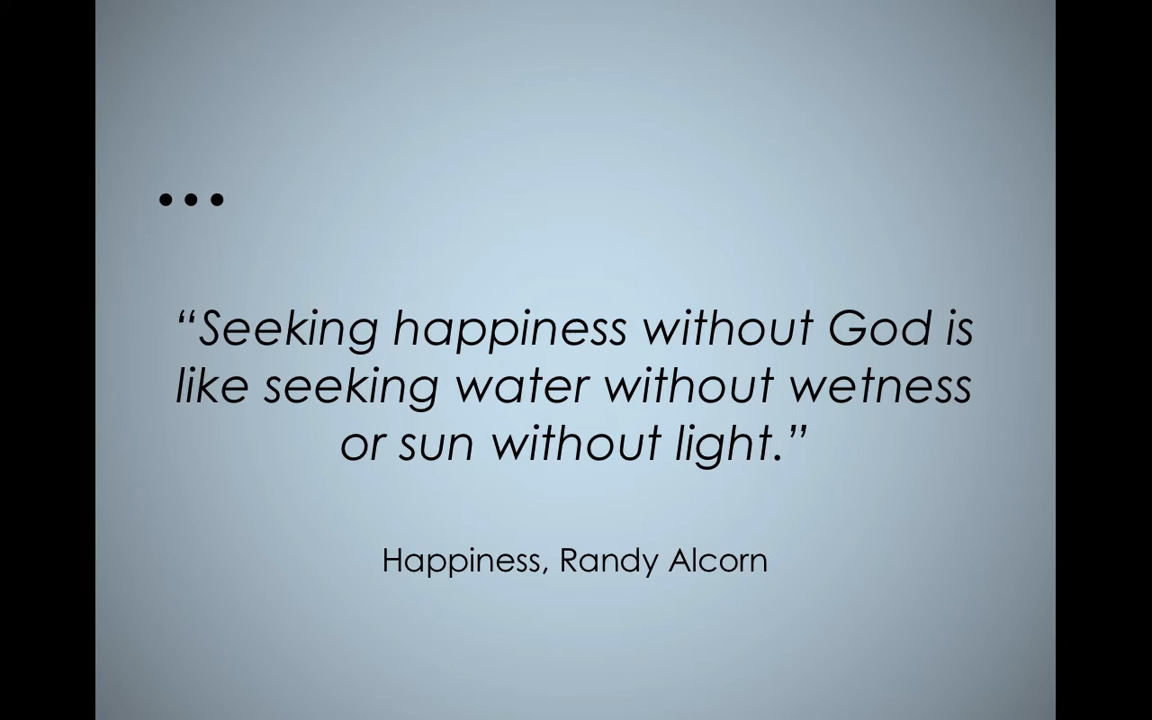 ...
“Seeking happiness without God is
like seeking water without wetness
or sun without light.”
Happiness, Randy Alcorn